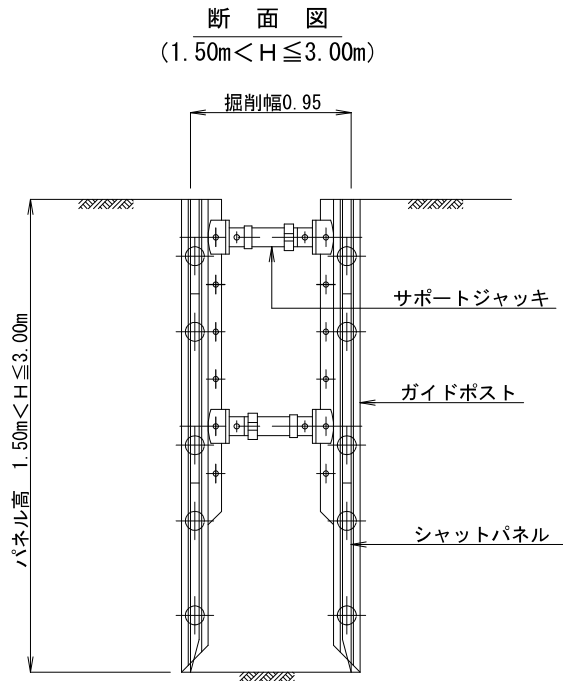 断面図
(1.50m＜H≦3.00m)
掘削幅0.95
サポートジャッキ
ガイドポスト
シャットパネル
パネル高 1.50m＜H≦3.00m